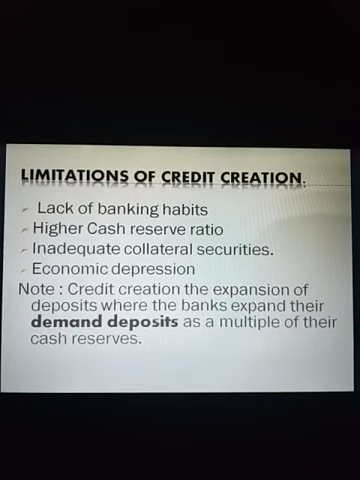 LIMITATIONS OF CREDIT CREATION.
Lack of banking habits
Higher Cash reserve ratio
Inadequate collateral securities.
Economic depression
Note : Credit creation the expansion of
deposits where the banks expand their
demand deposits as a multiple of their
cash reserves.